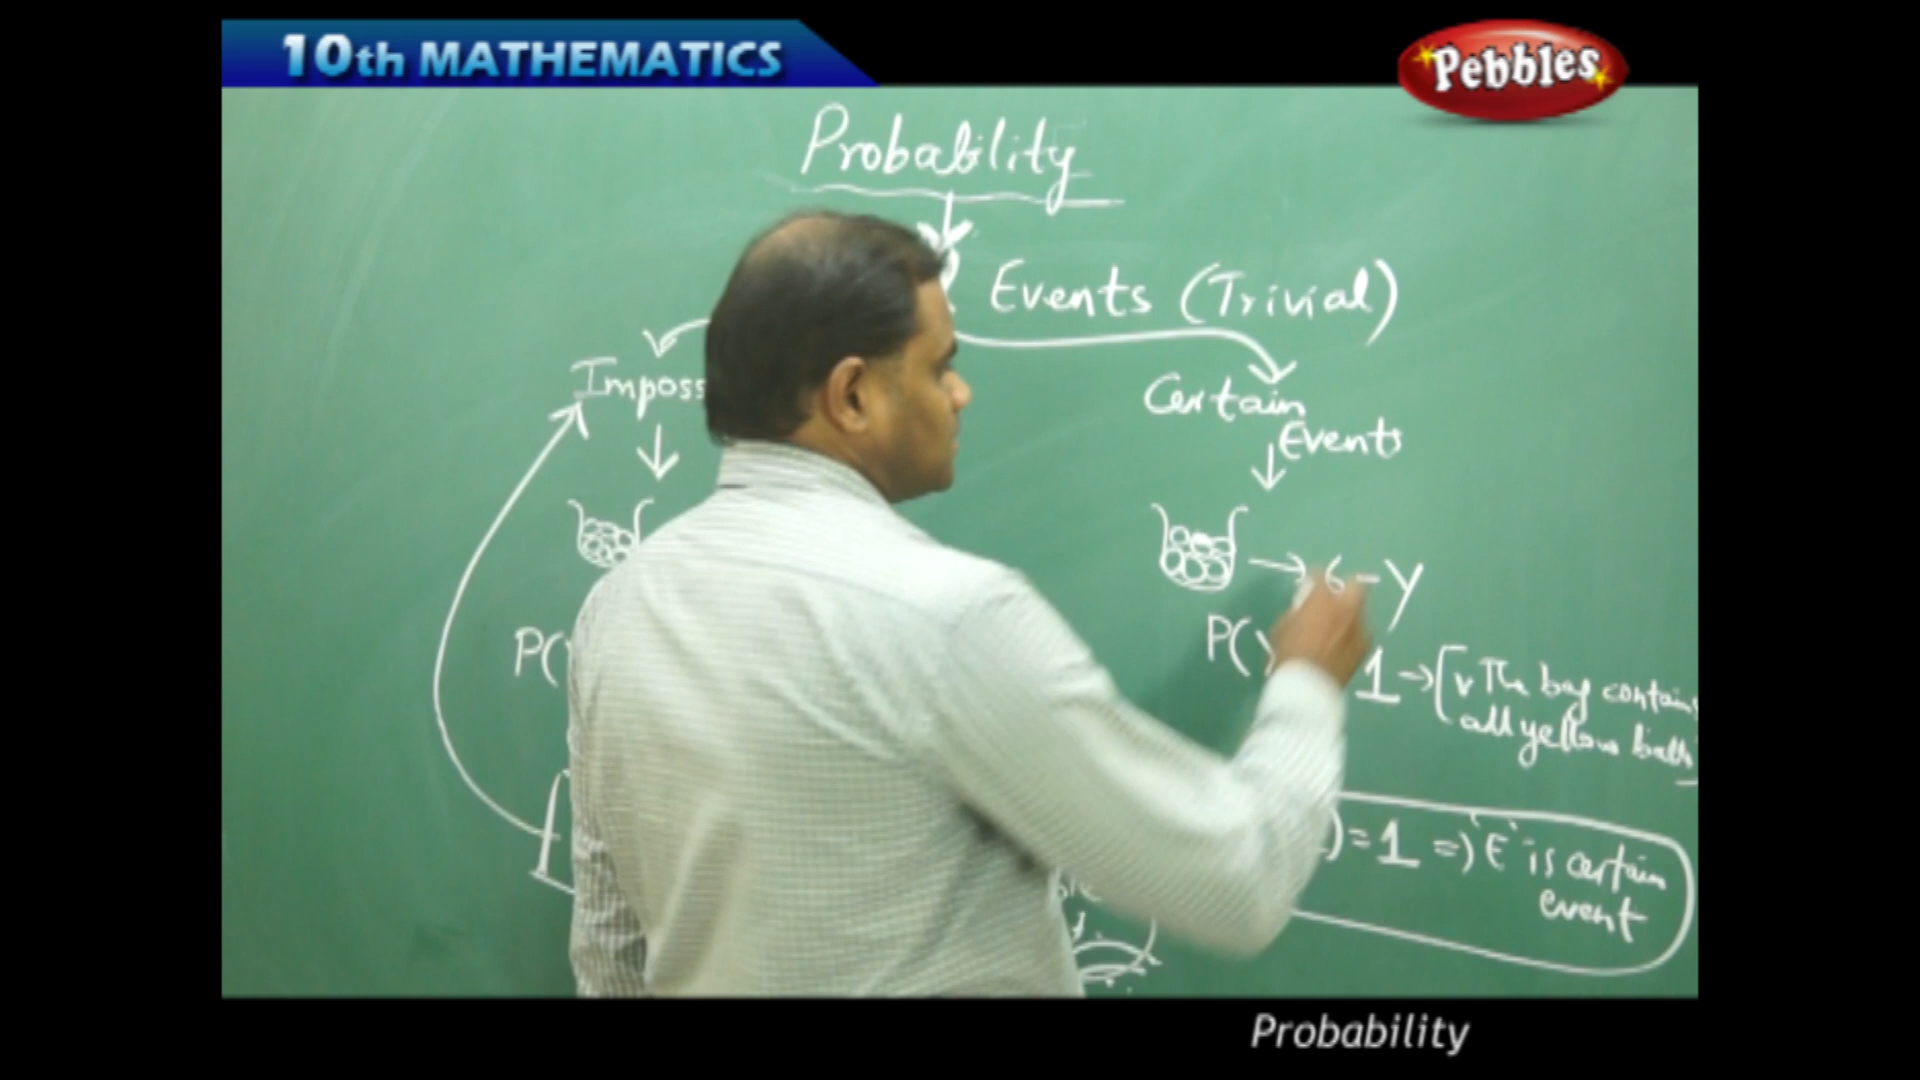 10th MATHEMATICS
Pebbles
Probability
Events (Trivial)
Certain
Events
6 - Y
P(
P(Y
1 → [∵ The bag contains
all yellow balls]
) = 1 => 'E' is certain
event
Probability